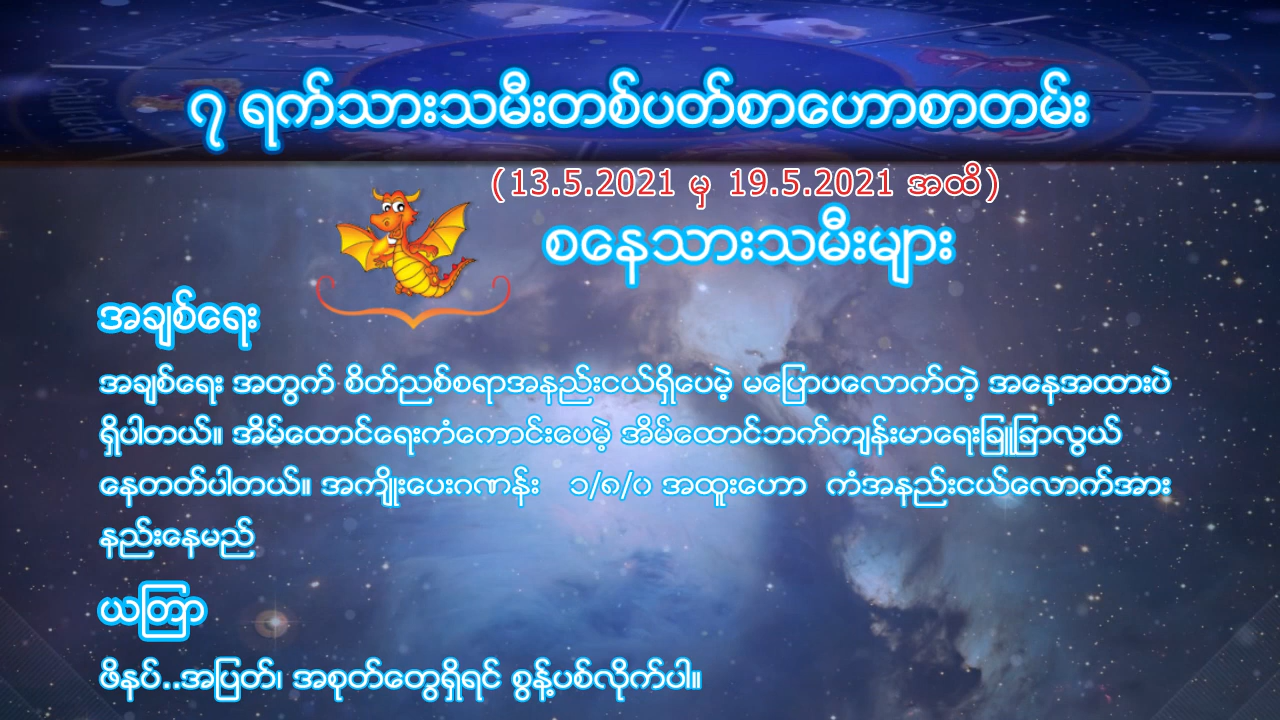 ၇ ရက်သားသမီးတစ်ပတ်စာဟောစာတမ်း
(13.5.2021 မှ 19.5.2021 အထိ)
စနေသားသမီးများ
အချစ်ရေး
အချစ်ရေး အတွက် စိတ်ညစ်စရာအနည်းငယ်ရှိပေမဲ့ မပြောပလောက်တဲ့ အနေအထားပဲ
ရှိပါတယ်။ အိမ့်ထောင်ရေးကံကောင်းပေမဲ့ အိမ်ထောင်ဘက်ကျန်းမာရေးခြူခြာလွယ်
နေတတ်ပါတယ်။ အကျိုးပေးဂဏန်း ၁/၈/၀ အထူးဟော ကံအနည်းငယ်လောက်အား
နည်းနေမည်
ယတြာ
ဖိနပ်..အပြတ်၊ အစုတ်တွေရှိရင် စွန့်ပစ်လိုက်ပါ။